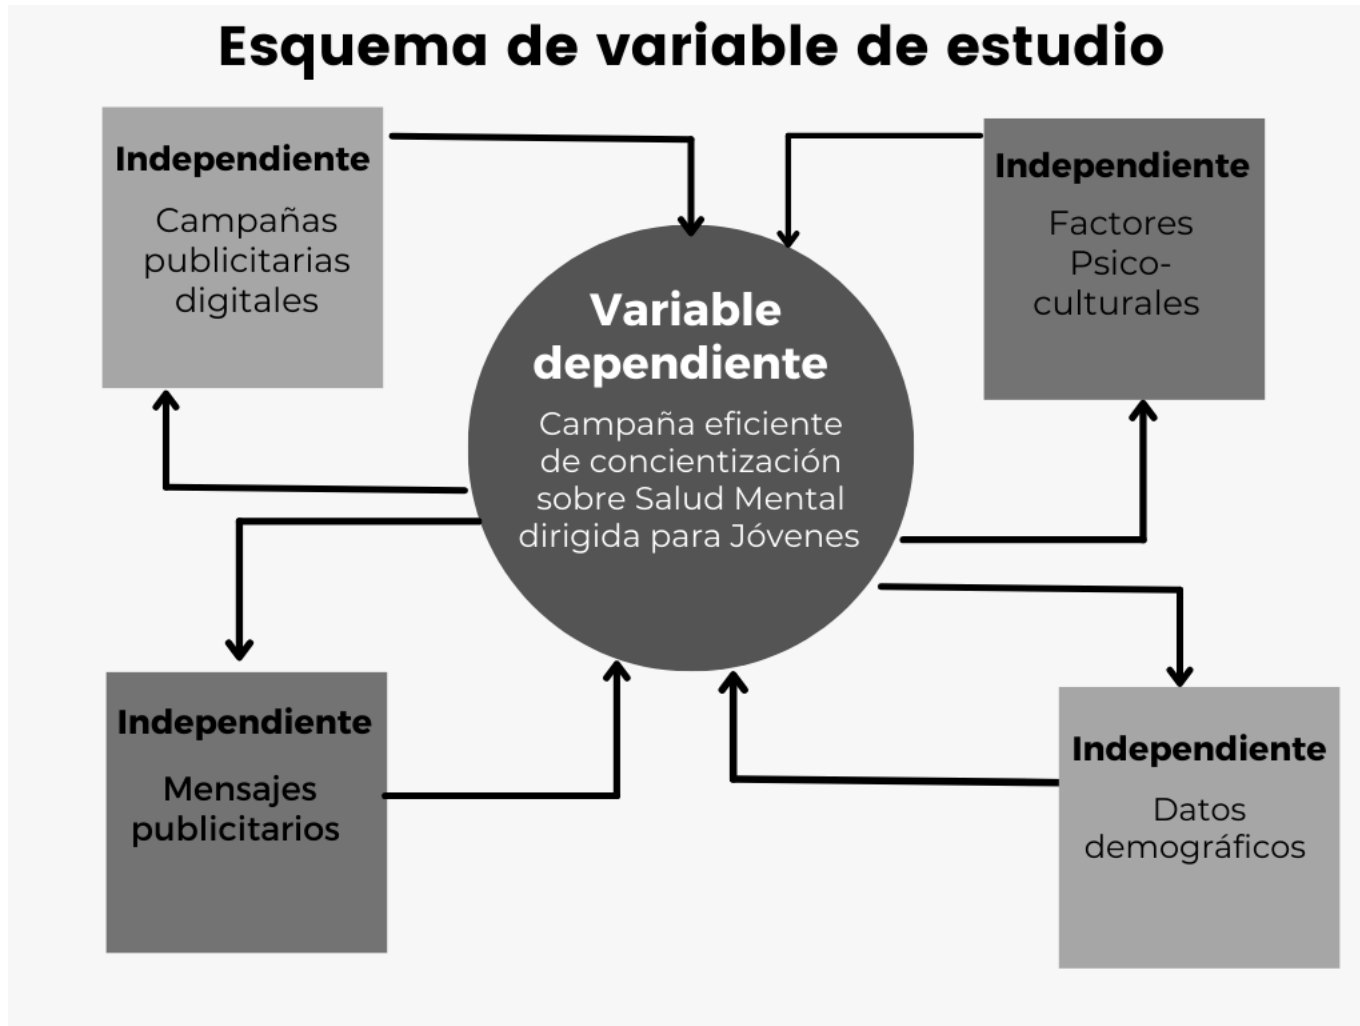 Esquema de variable de estudio
Independiente
Campañas
publicitarias
digitales
Independiente
Factores
Psico-
culturales
Variable
dependiente
Campaña eficiente
de concientización
sobre Salud Mental
dirigida para Jóvenes
Independiente
Mensajes
publicitarios
Independiente
Datos
demográficos